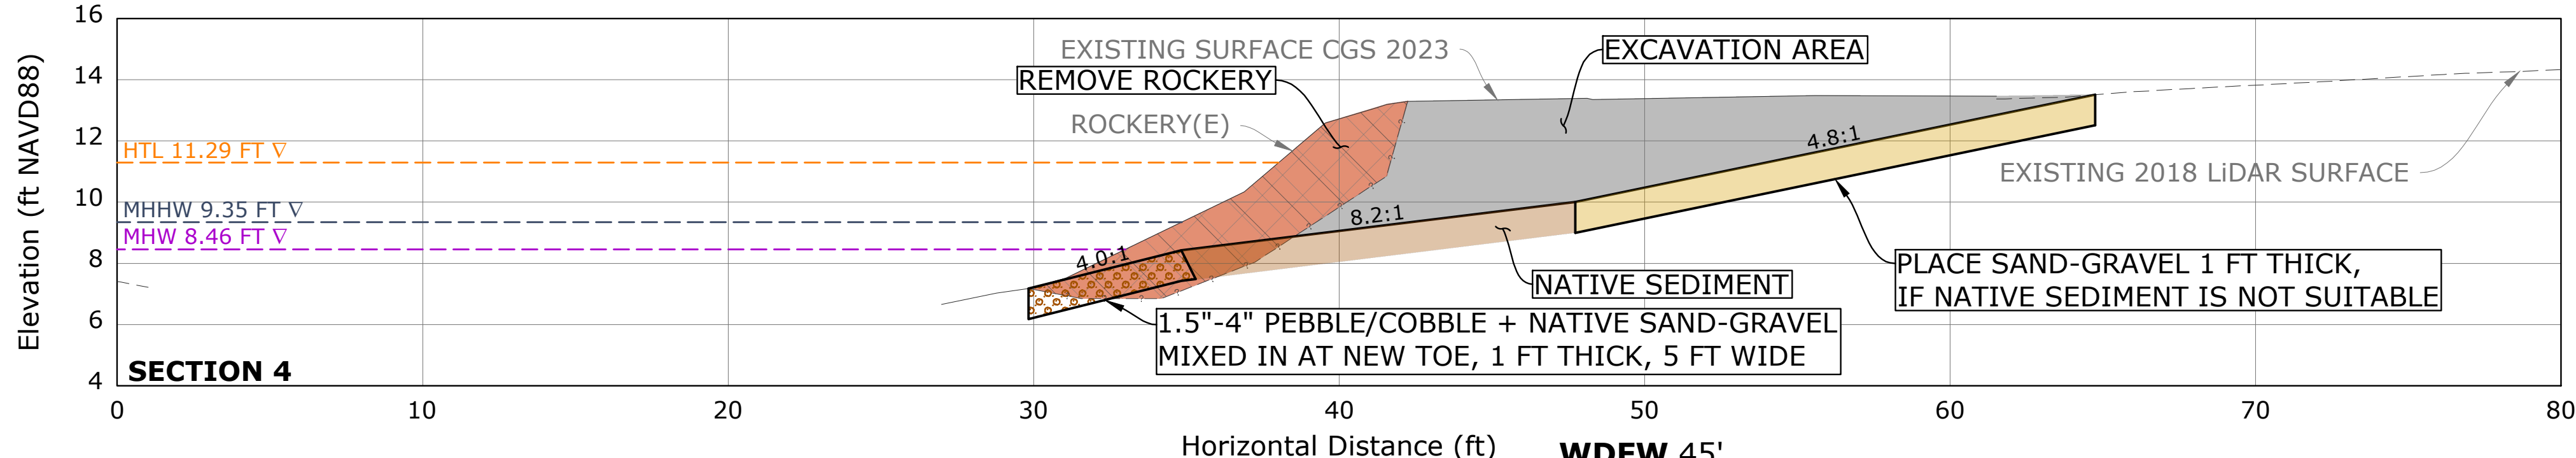 16
14
12
10
8
6
4
Elevation (ft NAVD88)
EXISTING SURFACE CGS 2023
EXCAVATION AREA
REMOVE ROCKERY
ROCKERY(E)
HTL 11.29 FT ∇
4.8:1
EXISTING 2018 LiDAR SURFACE
MHHW 9.35 FT ∇
8.2:1
MHW 8.46 FT ∇
4.0:1
NATIVE SEDIMENT
PLACE SAND-GRAVEL 1 FT THICK,
IF NATIVE SEDIMENT IS NOT SUITABLE
1.5"-4" PEBBLE/COBBLE + NATIVE SAND-GRAVEL
MIXED IN AT NEW TOE, 1 FT THICK, 5 FT WIDE
SECTION 4
0 10 20 30 40 50 60 70 80
Horizontal Distance (ft)
WDFW 45'